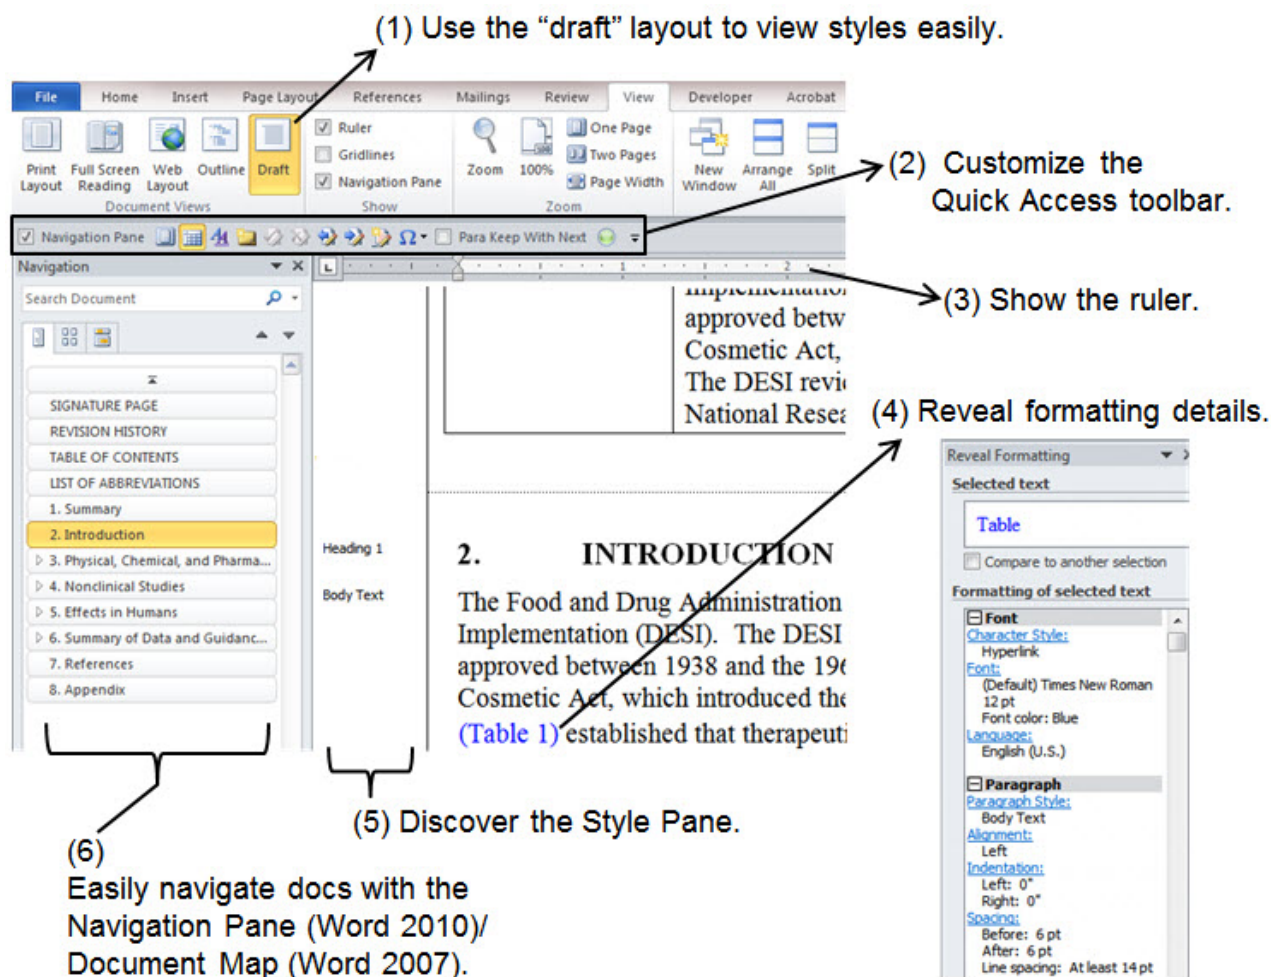 (1) Use the “draft” layout to view styles easily.
File Home Insert Page Layout References Mailings Review View Developer Acrobat
Print Layout
Full Screen Reading
Web Layout
Outline
Draft
Document Views
Ruler
Gridlines
Navigation Pane
Show
Zoom
100%
One Page
Two Pages
Page Width
Zoom
New Window
Arrange All
Split
(2) Customize the
Quick Access toolbar.
Navigation Pane
Ω
Para Keep With Next
Navigation
L
1
2
(3) Show the ruler.
Search Document
SIGNATURE PAGE
REVISION HISTORY
TABLE OF CONTENTS
LIST OF ABBREVIATIONS
1. Summary
2. Introduction
3. Physical, Chemical, and Pharma...
4. Nonclinical Studies
5. Effects in Humans
6. Summary of Data and Guidanc...
7. References
8. Appendix
Implementation
approved betw
Cosmetic Act,
The DESI revi
National Resea
Heading 1
2. INTRODUCTION
Body Text
The Food and Drug Administration
Implementation (DESI). The DESI
approved between 1938 and the 196
Cosmetic Act, which introduced the
(Table 1) established that therapeuti
(4) Reveal formatting details.
Reveal Formatting
Selected text
Table
Compare to another selection
Formatting of selected text
Font
Character Style:
Hyperlink
Font:
(Default) Times New Roman
12 pt
Font color: Blue
Language:
English (U.S.)
Paragraph
Paragraph Style:
Body Text
Alignment:
Left
Indentation:
Left: 0"
Right: 0"
Spacing:
Before: 6 pt
After: 6 pt
Line spacing: At least 14 pt
(5) Discover the Style Pane.
(6)
Easily navigate docs with the
Navigation Pane (Word 2010)/
Document Map (Word 2007).